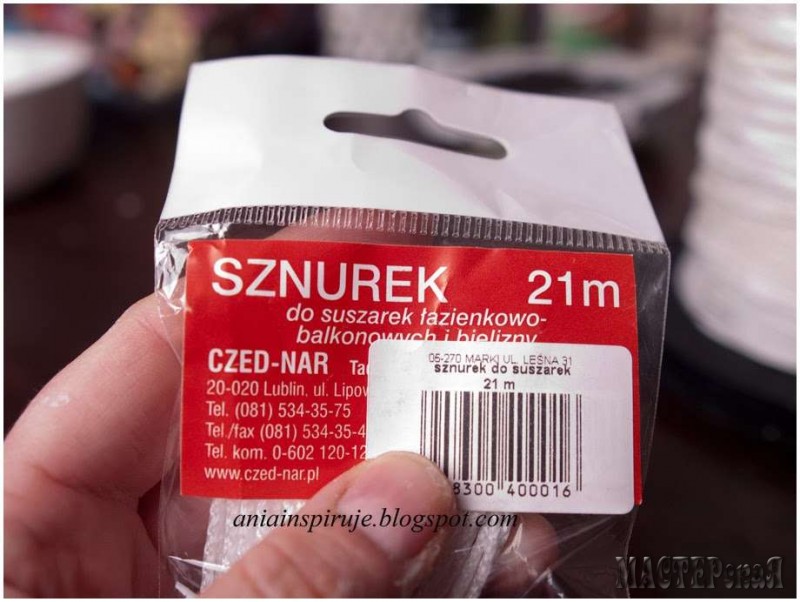 SZNUREK 21m
do suszarek łazienkowo-
balkonowych i bielizny
CZED-NAR
20-020 Lublin, ul.
Tel. (081) 534-35-75
Tel./fax (081) 534-35-4
Tel. kom. 0-602 120-12
www.czed-nar.pl
05-270 MARKI UL. LEŚNA 31
sznurek do suszarek
21 m
8300 400016
aniainspiruje.blogspot.com
МАСТЕРскаЯ